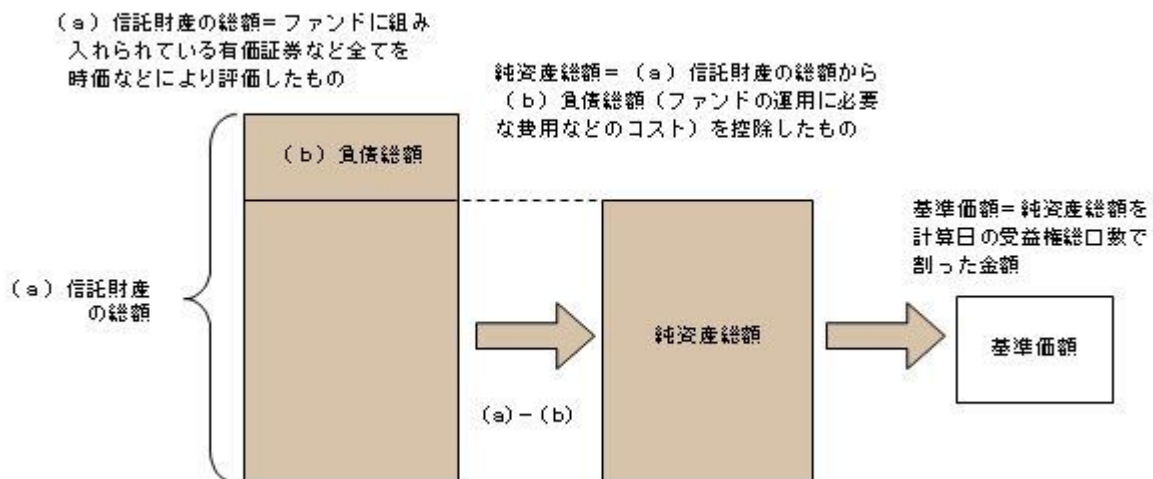 (a)信託財産の総額=ファンドに組み
入れられている有価証券など全てを
時価などにより評価したもの
純資産総額=(a)信託財産の総額から
(b)負債総額(ファンドの運用に必要
な費用などのコスト)を控除したもの
(b)負債総額
基準価額=純資産総額を
計算日の受益権総口数で
割った金額
(a)信託財産
の総額
純資産総額
基準価額
(a)-(b)